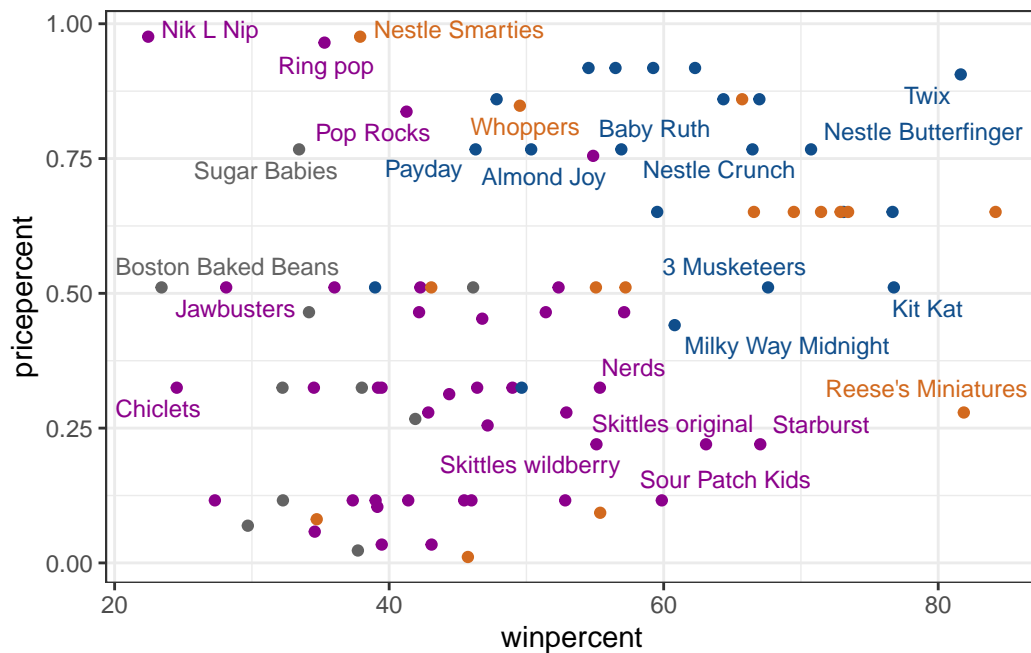 1.00
Nik L Nip
Nestle Smarties
Ring pop
Twix
Pop Rocks
Whoppers
Baby Ruth
Nestle Butterfinger
0.75
Sugar Babies
Payday
Almond Joy
Nestle Crunch
Boston Baked Beans
3 Musketeers
0.50
Jawbusters
Kit Kat
Milky Way Midnight
Nerds
Reese's Miniatures
Chiclets
0.25
Skittles original
Starburst
Skittles wildberry
Sour Patch Kids
0.00
20
40
60
80
winpercent
pricepercent